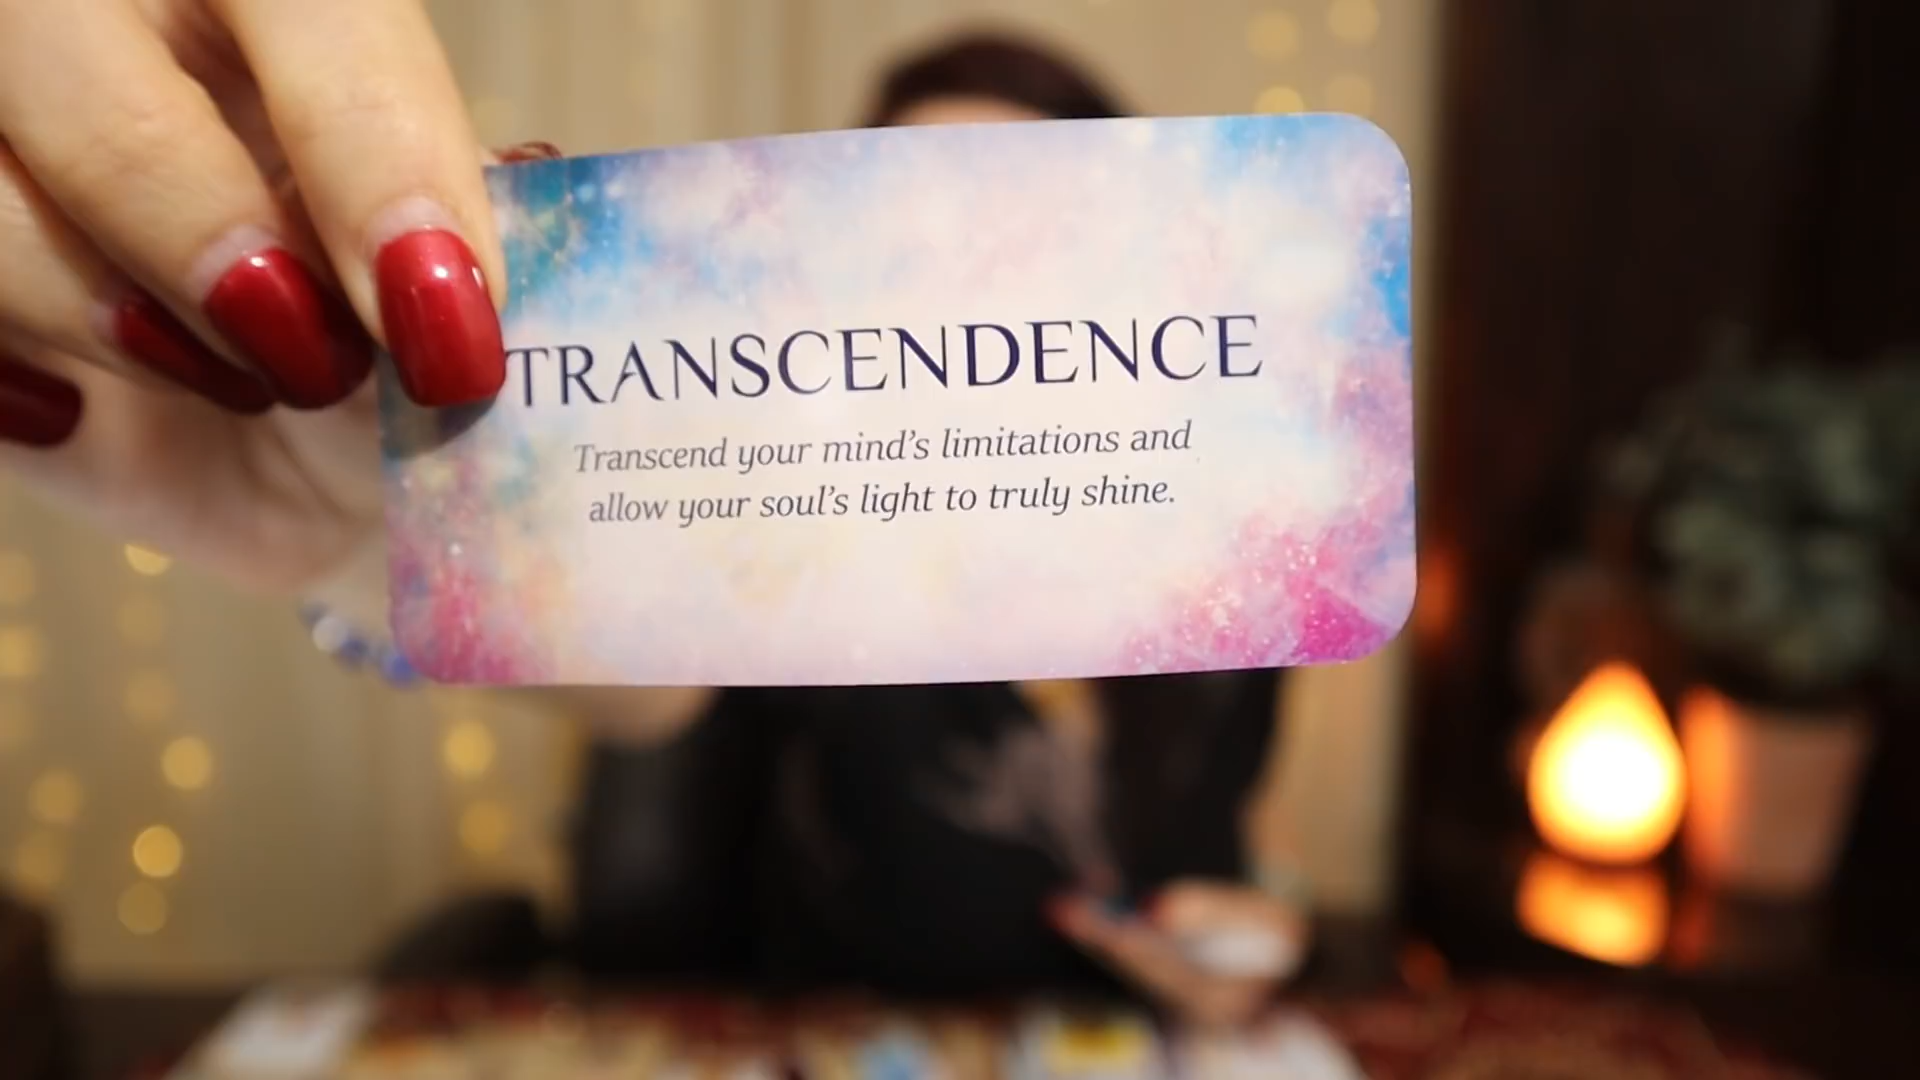 TRANSCENDENCE
Transcend your mind’s limitations and
allow your soul’s light to truly shine.